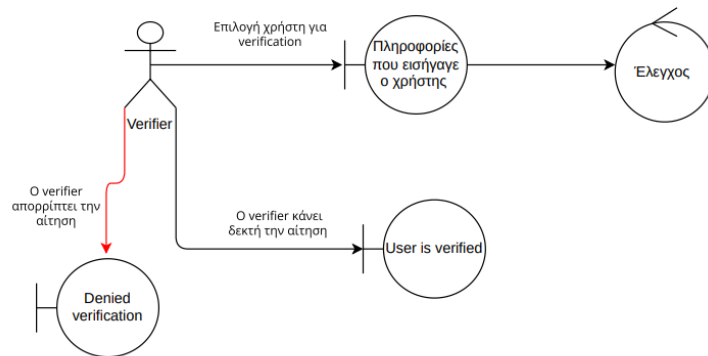 Επιλογή χρήστη για
verification
Πληροφορίες
που εισήγαγε
ο χρήστης
Έλεγχος
Verifier
Ο verifier
απορρίπτει την
αίτηση
Ο verifier κάνει
δεκτή την αίτηση
User is verified
Denied
verification